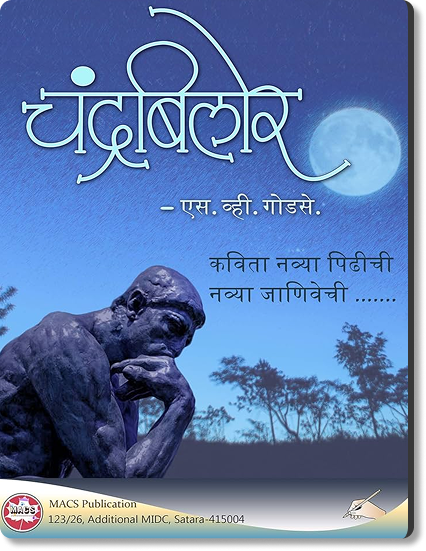 चंद्रबिलोर
– एस. व्ही. गोडसे.
कविता नव्या पिढीची
नव्या जाणिवेची .......
MACS
MACS Publication
123/26, Additional MIDC, Satara-415004